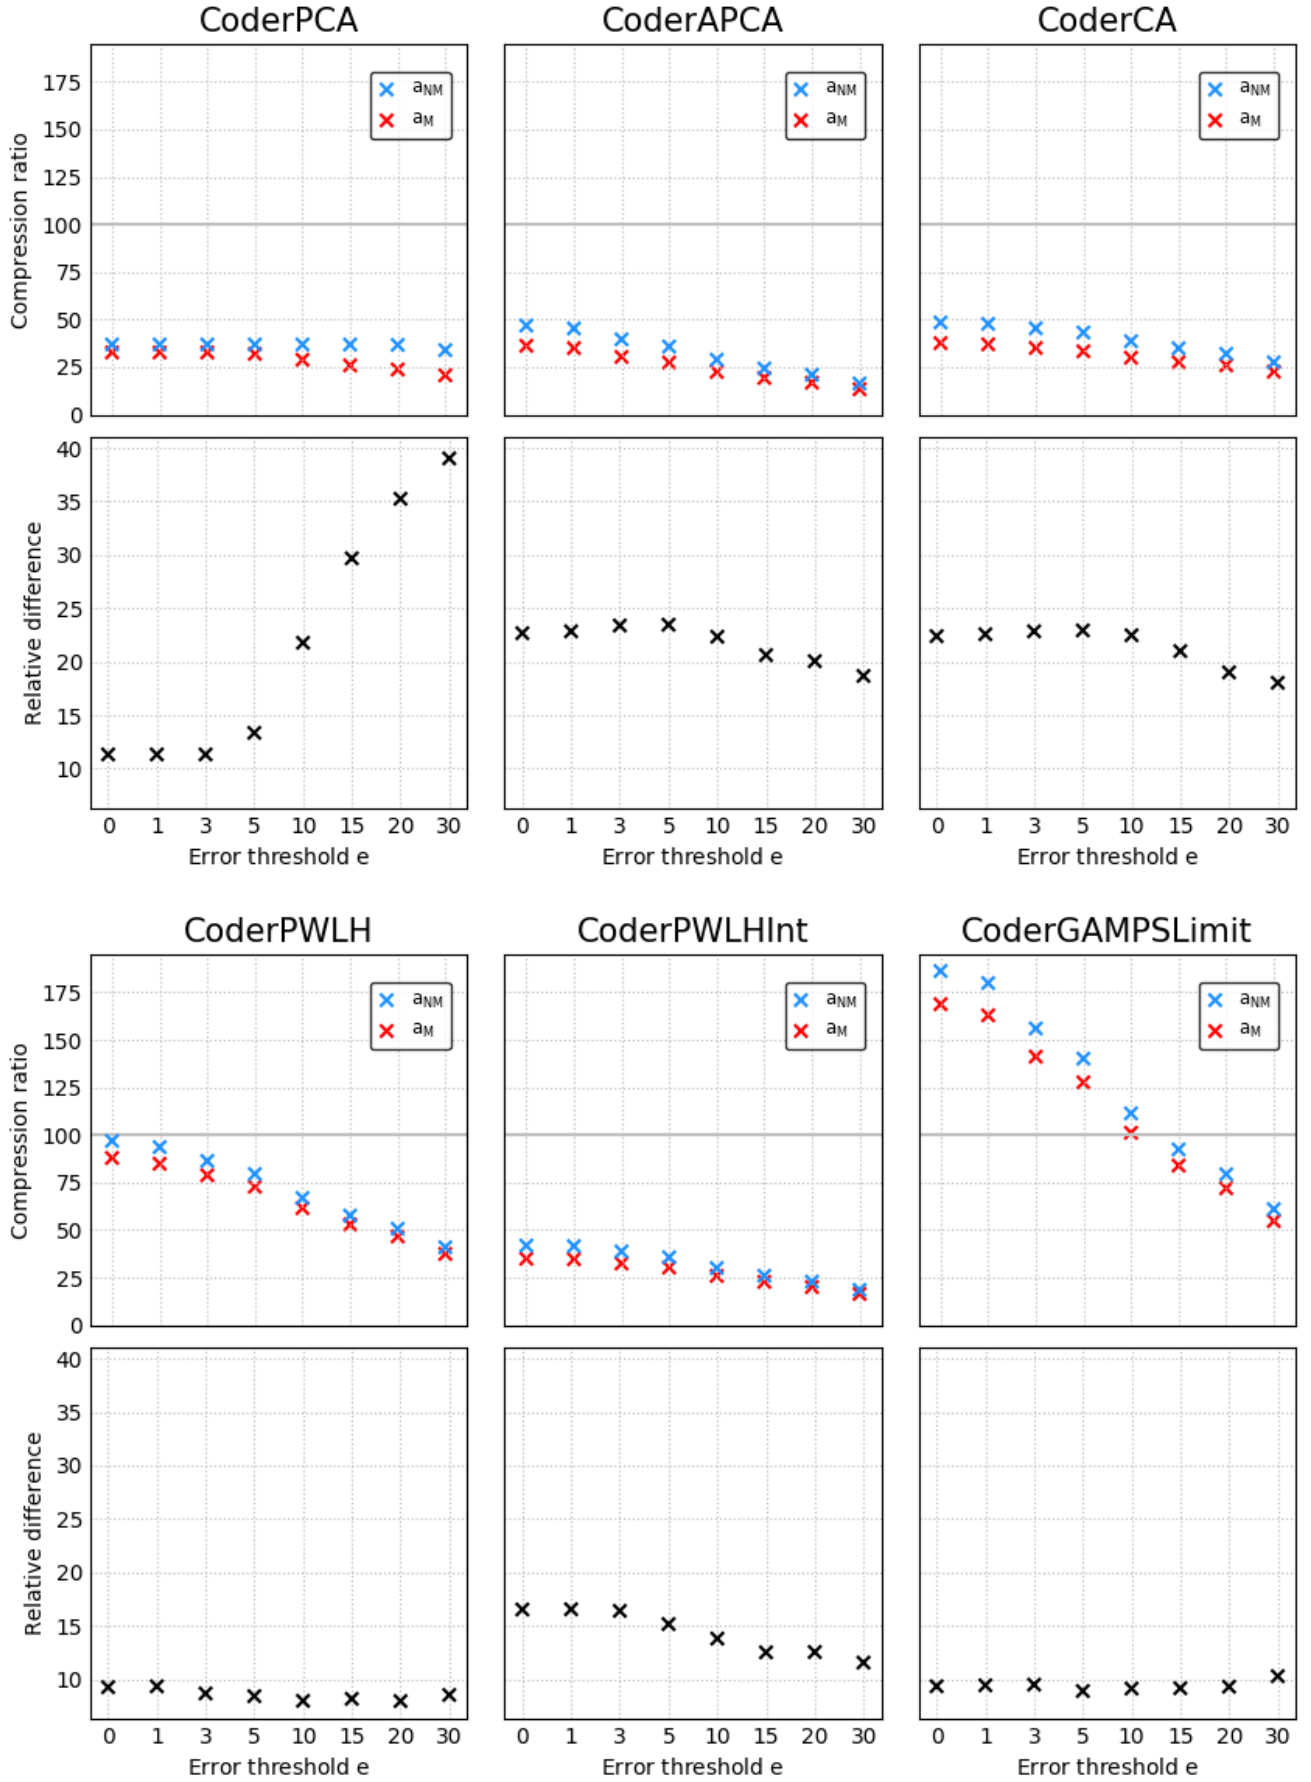 CoderPCA CoderAPCA CoderCA
Compression ratio
175
150
125
100
75
50
25
0
a_NM
a_M
a_NM
a_M
a_NM
a_M
Relative difference
40
35
30
25
20
15
10
0 1 3 5 10 15 20 30 0 1 3 5 10 15 20 30 0 1 3 5 10 15 20 30
Error threshold e Error threshold e Error threshold e
CoderPWLH CoderPWLHInt CoderGAMPSLimit
Compression ratio
175
150
125
100
75
50
25
0
a_NM
a_M
a_NM
a_M
a_NM
a_M
Relative difference
40
35
30
25
20
15
10
0 1 3 5 10 15 20 30 0 1 3 5 10 15 20 30 0 1 3 5 10 15 20 30
Error threshold e Error threshold e Error threshold e